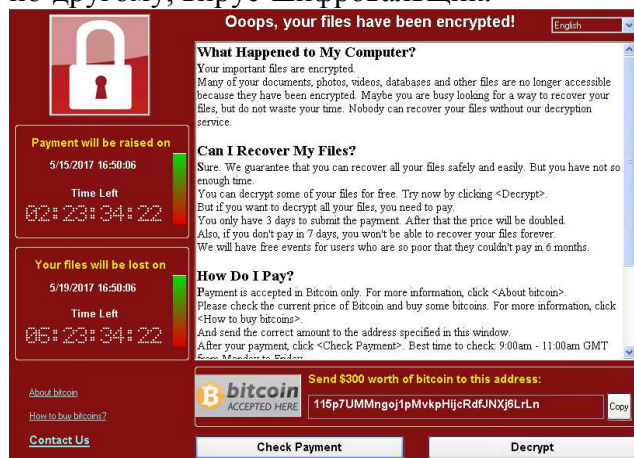 по-другому, вирус-шифровальщик.
Ooops, your files have been encrypted!
English
What Happened to My Computer?
Your important files are encrypted.
Many of your documents, photos, videos, databases and other files are no longer accessible
because they have been encrypted. Maybe you are busy looking for a way to recover your
files, but do not waste your time. Nobody can recover your files without our decryption
service.
Can I Recover My Files?
Sure. We guarantee that you can recover all your files safely and easily. But you have not so
enough time.
You can decrypt some of your files for free. Try now by clicking <Decrypt>.
But if you want to decrypt all your files, you need to pay.
You only have 3 days to submit the payment. After that the price will be doubled.
Also, if you don't pay in 7 days, you won't be able to recover your files forever.
We will have free events for users who are so poor that they couldn't pay in 6 months.
How Do I Pay?
Payment is accepted in Bitcoin only. For more information, click <About bitcoin>.
Please check the current price of Bitcoin and buy some bitcoins. For more information, click
<How to buy bitcoins>.
And send the correct amount to the address specified in this window.
After your payment, click <Check Payment>. Best time to check: 9:00am - 11:00am GMT
from Monday to Friday
Payment will be raised on
5/15/2017 16:50:06
Time Left
02:23:34:22
Your files will be lost on
5/19/2017 16:50:06
Time Left
06:23:34:22
About bitcoin
How to buy bitcoins?
Contact Us
bitcoin
ACCEPTED HERE
Send $300 worth of bitcoin to this address:
115p7UMMngoj1pMvkpHijcRdfJNXj6LrLn
Copy
Check Payment
Decrypt